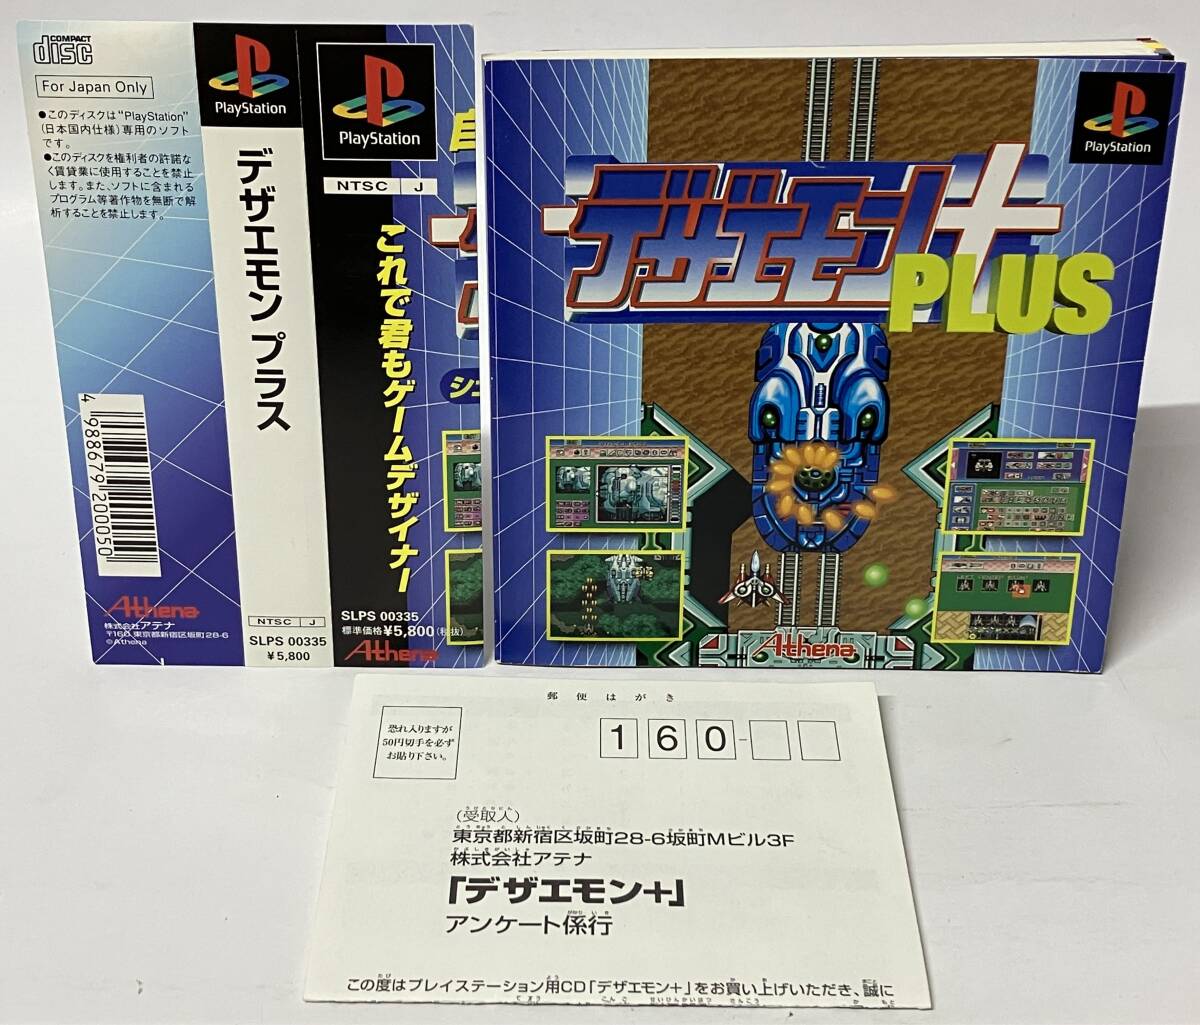 COMPACT
disc
For Japan Only
●このディスクは"PlayStation"
(日本国内仕様)専用のソフト
です。
●このディスクを権利者の許諾な
く賃貸業に使用することを禁止
します。また、ソフトに含まれる
プログラム等著作物を無断で解
析することを禁止します。
4 988679 200050
Athena
株式会社アテナ
〒160 東京都新宿区坂町28-6
©Athena
PlayStation
デザエモン プラス
NTSC J
SLPS 00335
¥5,800
PlayStation
NTSC J
これで君もゲームデザイナー
SLPS 00335
標準価格¥5,800(税抜)
Athena
PlayStation
デザエモン+
PLUS
Athena
郵便はがき
恐れ入りますが
50円切手を必ず
お貼り下さい。
160-
(受取人)
東京都新宿区坂町28-6坂町Mビル3F
株式会社アテナ
「デザエモン+」
アンケート係行
この度はプレイステーション用CD「デザエモン+」をお買い上げいただき、誠に